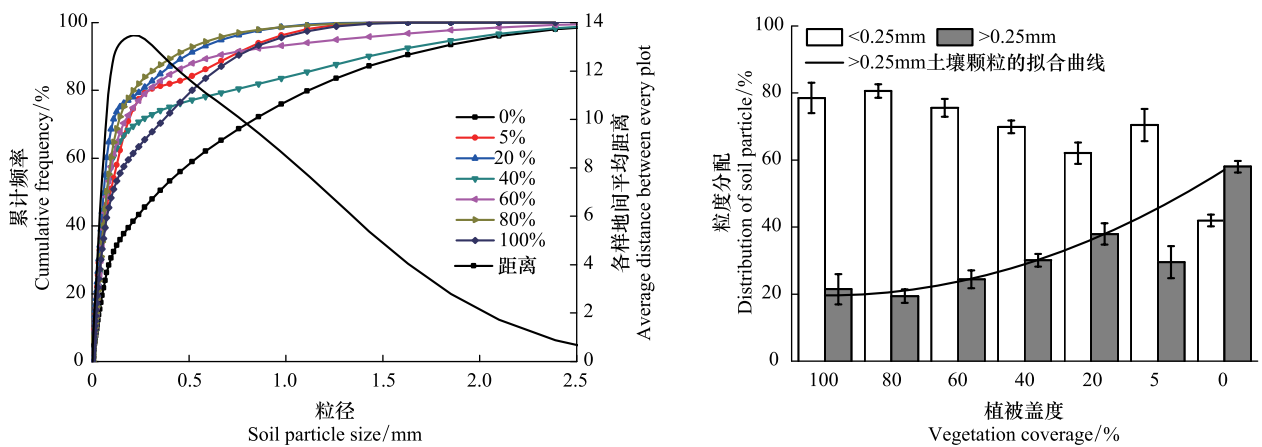 100
80
60
40
20
0
累计频率
Cumulative frequency/%
0
0.5
1.0
1.5
2.0
2.5
粒径
Soil particle size/mm
0%
5%
20 %
40%
60%
80%
100%
距离
14
12
10
8
6
4
2
0
各样地间平均距离
Average distance between every plot
100
80
60
40
20
0
粒度分配
Distribution of soil particle/%
<0.25mm >0.25mm
>0.25mm土壤颗粒的拟合曲线
100 80 60 40 20 5 0
植被盖度
Vegetation coverage/%